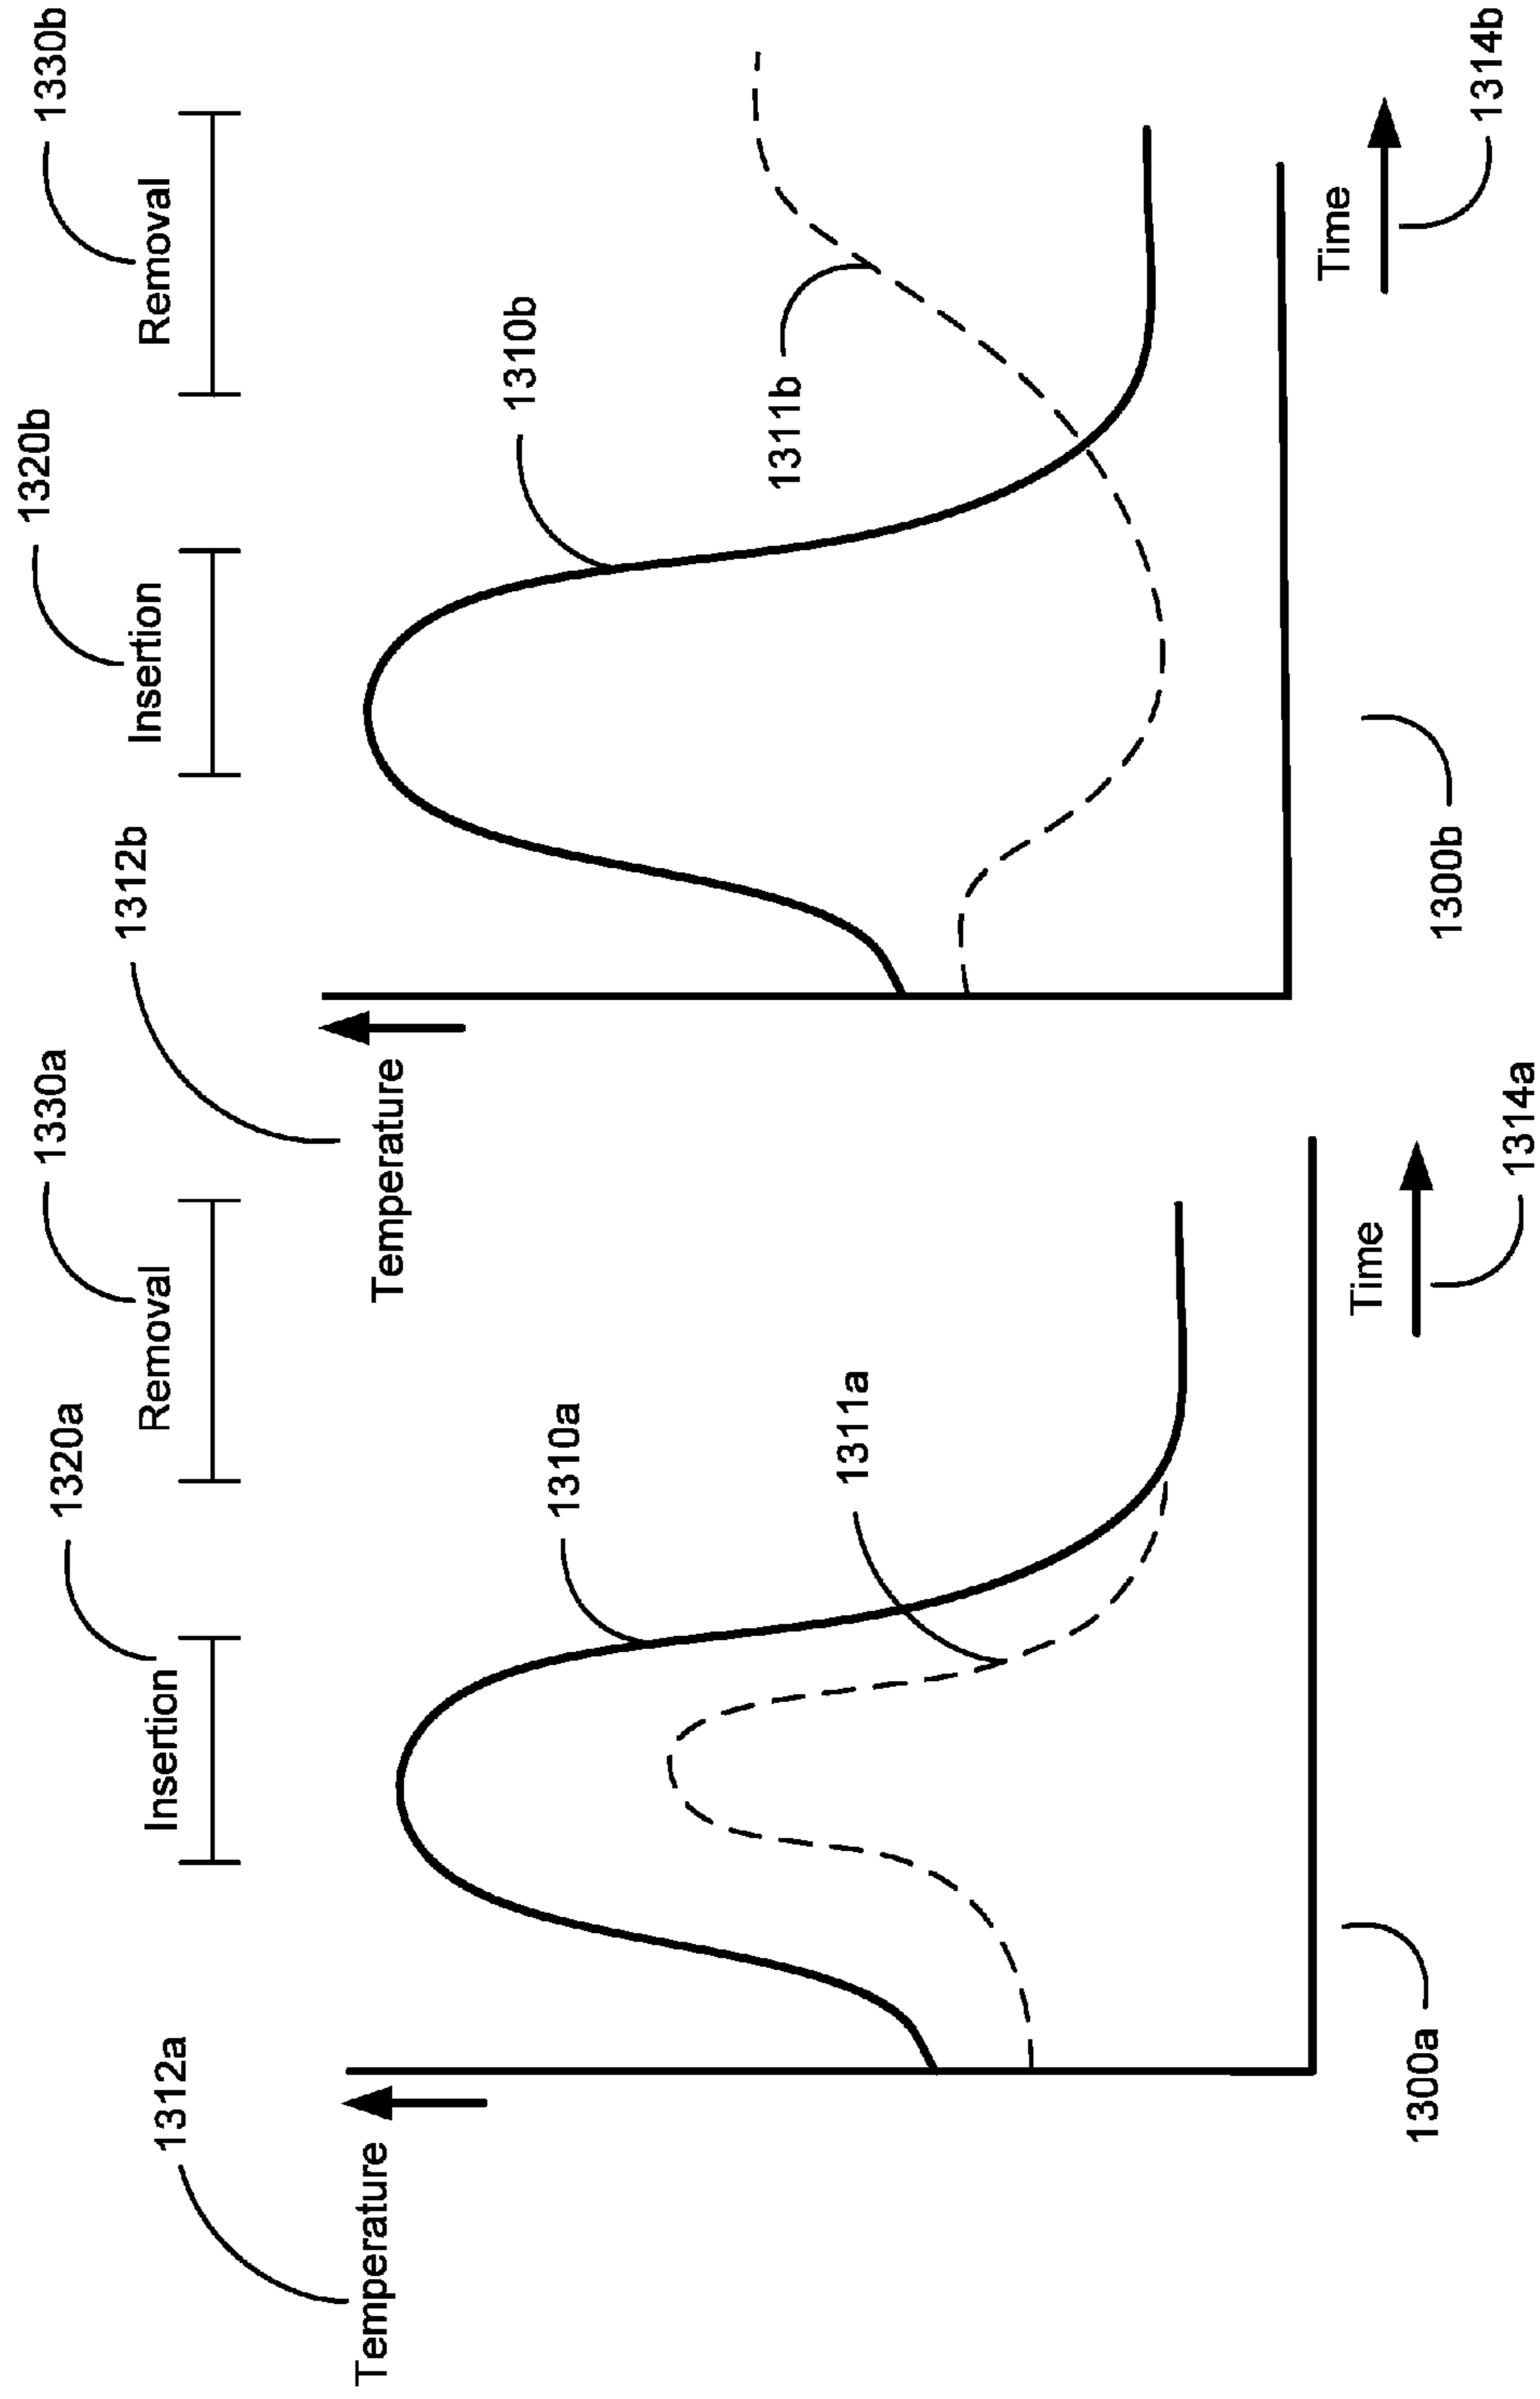 1312a
Temperature
1320a
Insertion
1330a
Removal
1310a
1311a
Time
1314a
1300a
1312b
Temperature
1320b
Insertion
1330b
Removal
1310b
1311b
Time
1314b
1300b